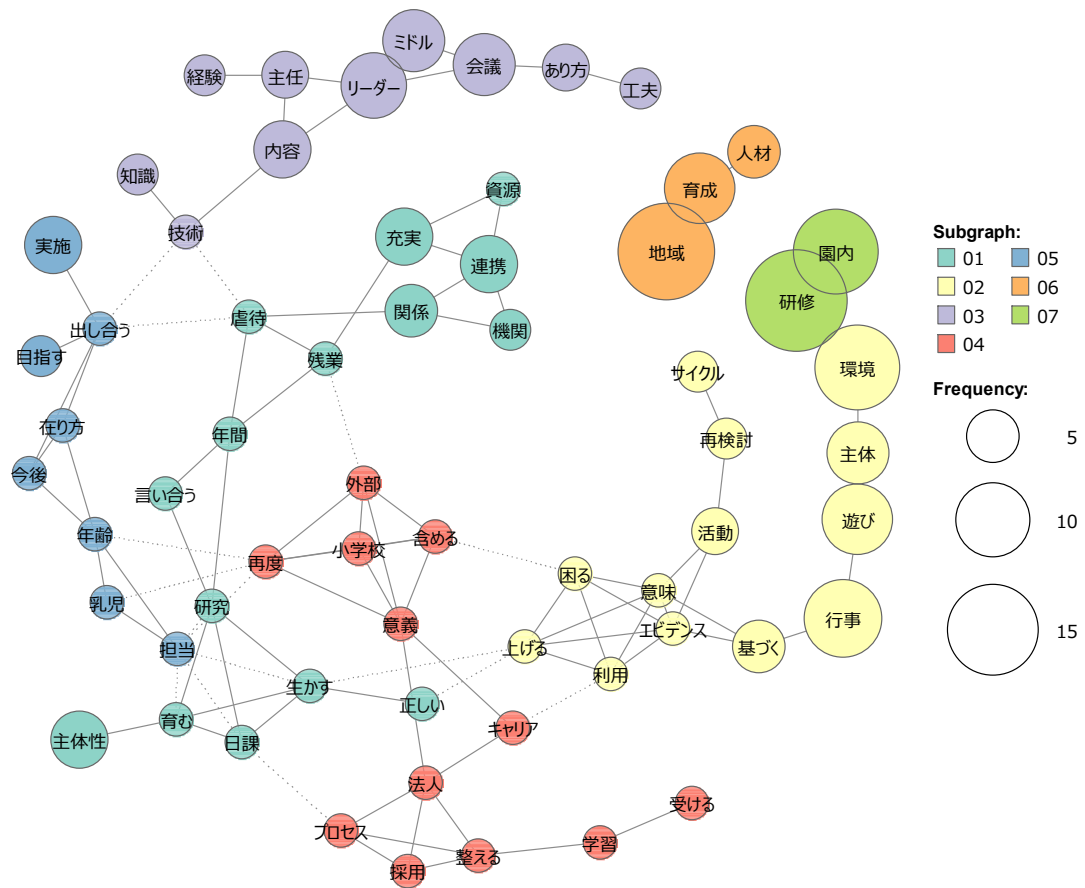 ミドル
会議
あり方
工夫
経験
主任
リーダー
内容
知識
技術
人材
育成
地域
資源
充実
連携
関係
機関
園内
研修
実施
出し合う
目指す
虐待
残業
環境
サイクル
再検討
主体
在り方
年間
今後
言い合う
外部
遊び
活動
年齢
再度
小学校
含める
困る
意味
乳児
研究
意義
エビデンス
行事
担当
上げる
基づく
利用
生かす
正しい
育む
キャリア
主体性
日課
法人
受ける
プロセス
採用
整える
学習
Subgraph:
01
05
02
06
03
07
04
Frequency:
5
10
15